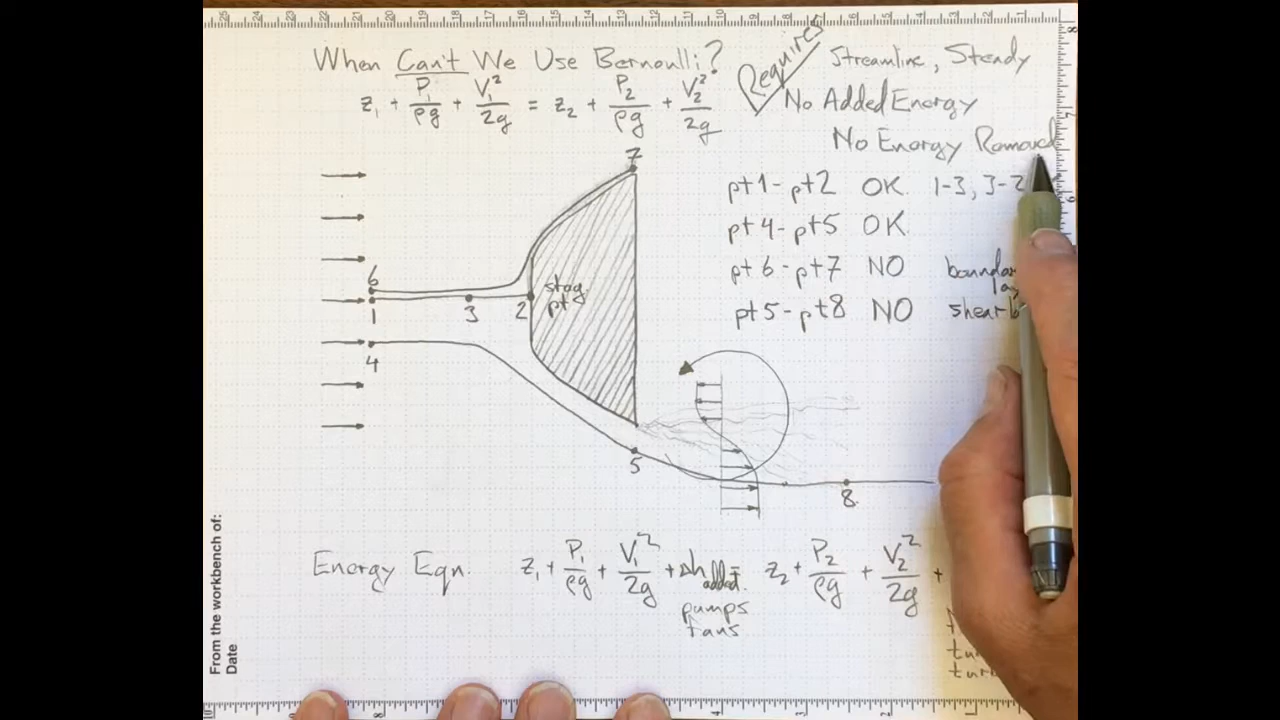 When Can't We Use Bernoulli?
z₁ + P₁/ρg + V₁²/2g = z₂ + P₂/ρg + V₂²/2g
Requires
Streamline, Steady
No Added Energy
No Energy Removed
pt1-pt2 OK 1-3, 3-2
pt4-pt5 OK
pt6-pt7 NO
pt5-pt8 NO shear
7
6
1
3
2
stag.
pt
4
5
8
Energy Eqn. z₁ + P₁/ρg + V₁²/2g + Δh added = z₂ + P₂/ρg + V₂²/2g +
pumps
fans
From the workbench of:
Date